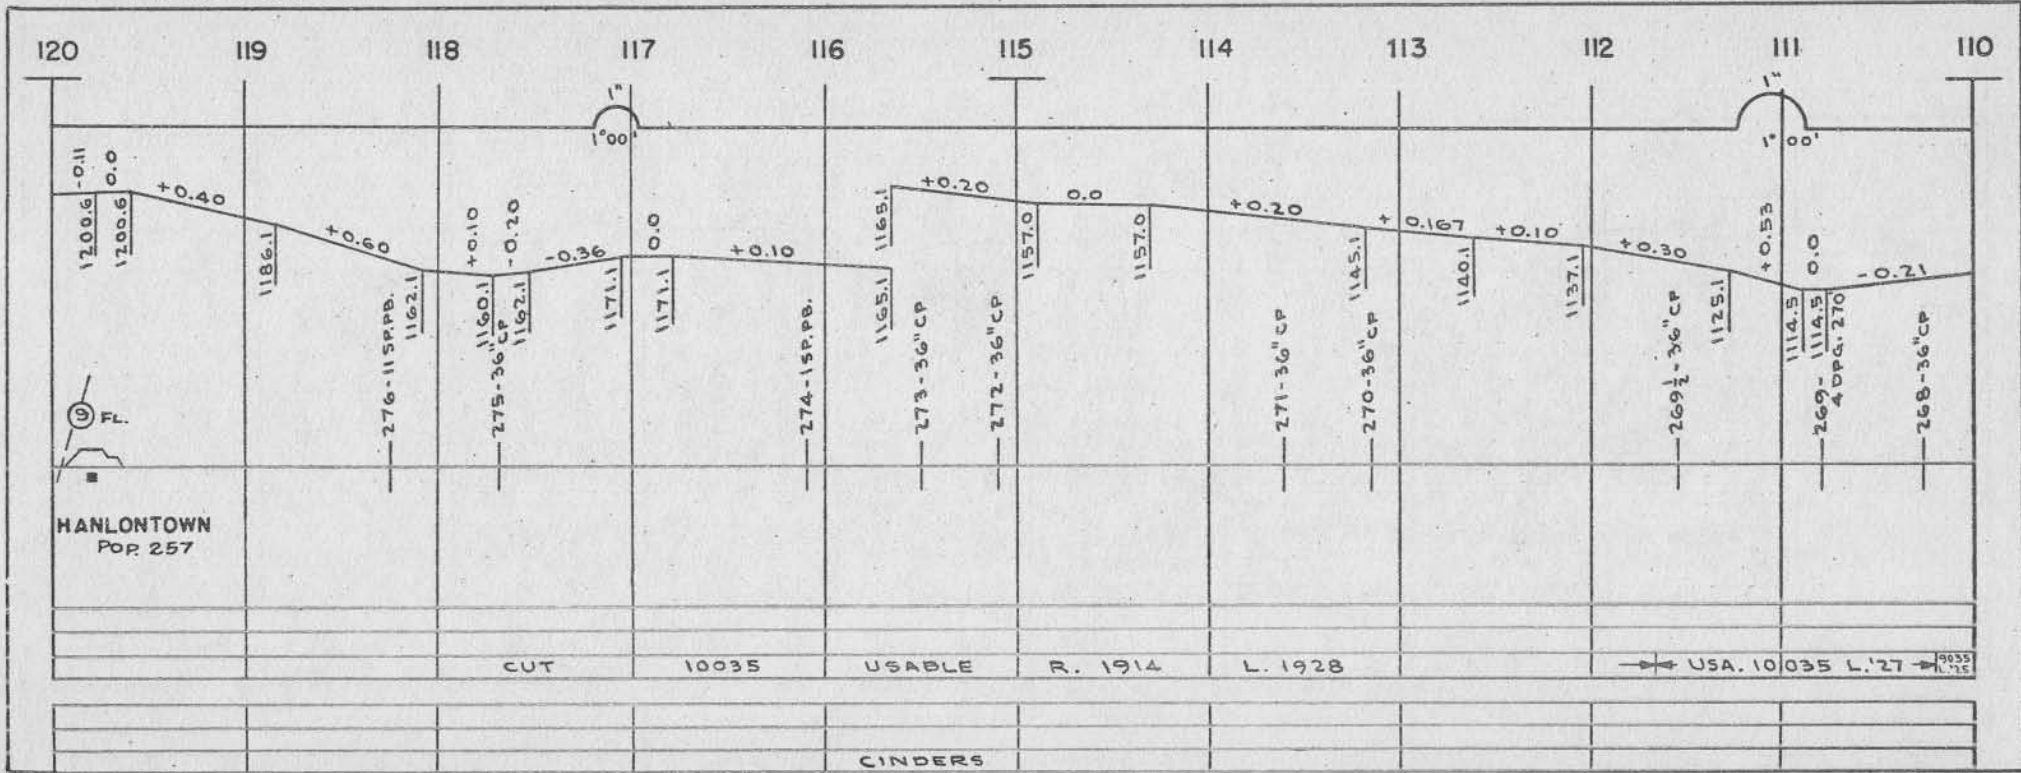 120 119 118 117 116 115 114 113 112 111 110
1" 1"
1°00' 1°00'
-0.11 0.0 +0.40 +0.60 +0.10 -0.20 -0.36 0.0 +0.10 +0.20 0.0 +0.20 + 0.167 +0.10 +0.30 +0.53 0.0 -0.21
1200.6 1200.6 1186.1 1162.1 1160.1 1162.1 1171.1 1171.1 1165.1 1165.1 1157.0 1157.0 1145.1 1140.1 1137.1 1125.1 1114.5 1114.5
276-11SP.PB.
275-36"CP
274-1SP.PB.
273-36"CP
272-36"CP
271-36"CP
270-36"CP
269½-36"CP
269-
4 DPG. 270
268-36"CP
FL.
HANLONTOWN
POP. 257
CUT 10035 USABLE R. 1914 L. 1928 USA. 10035 L.'27 9035
L.'25
CINDERS